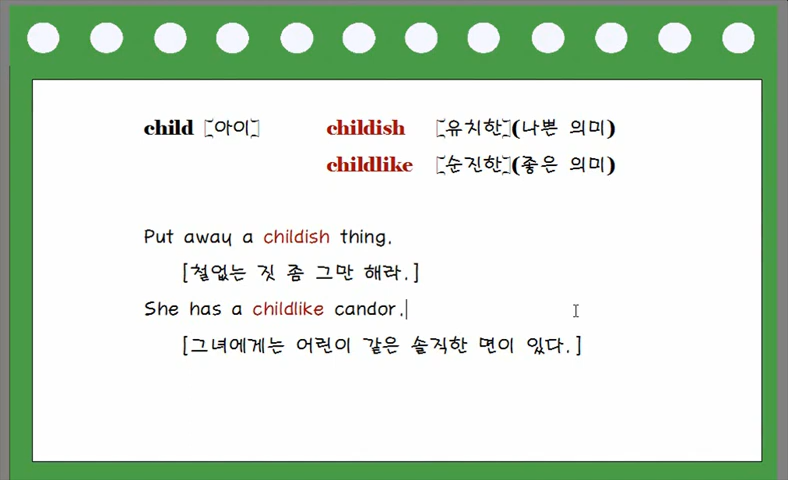 child [아이] childish [유치한](나쁜 의미)
childlike [순진한](좋은 의미)
Put away a childish thing.
[철없는 짓 좀 그만 해라.]
She has a childlike candor.
[그녀에게는 어린이 같은 솔직한 면이 있다.]